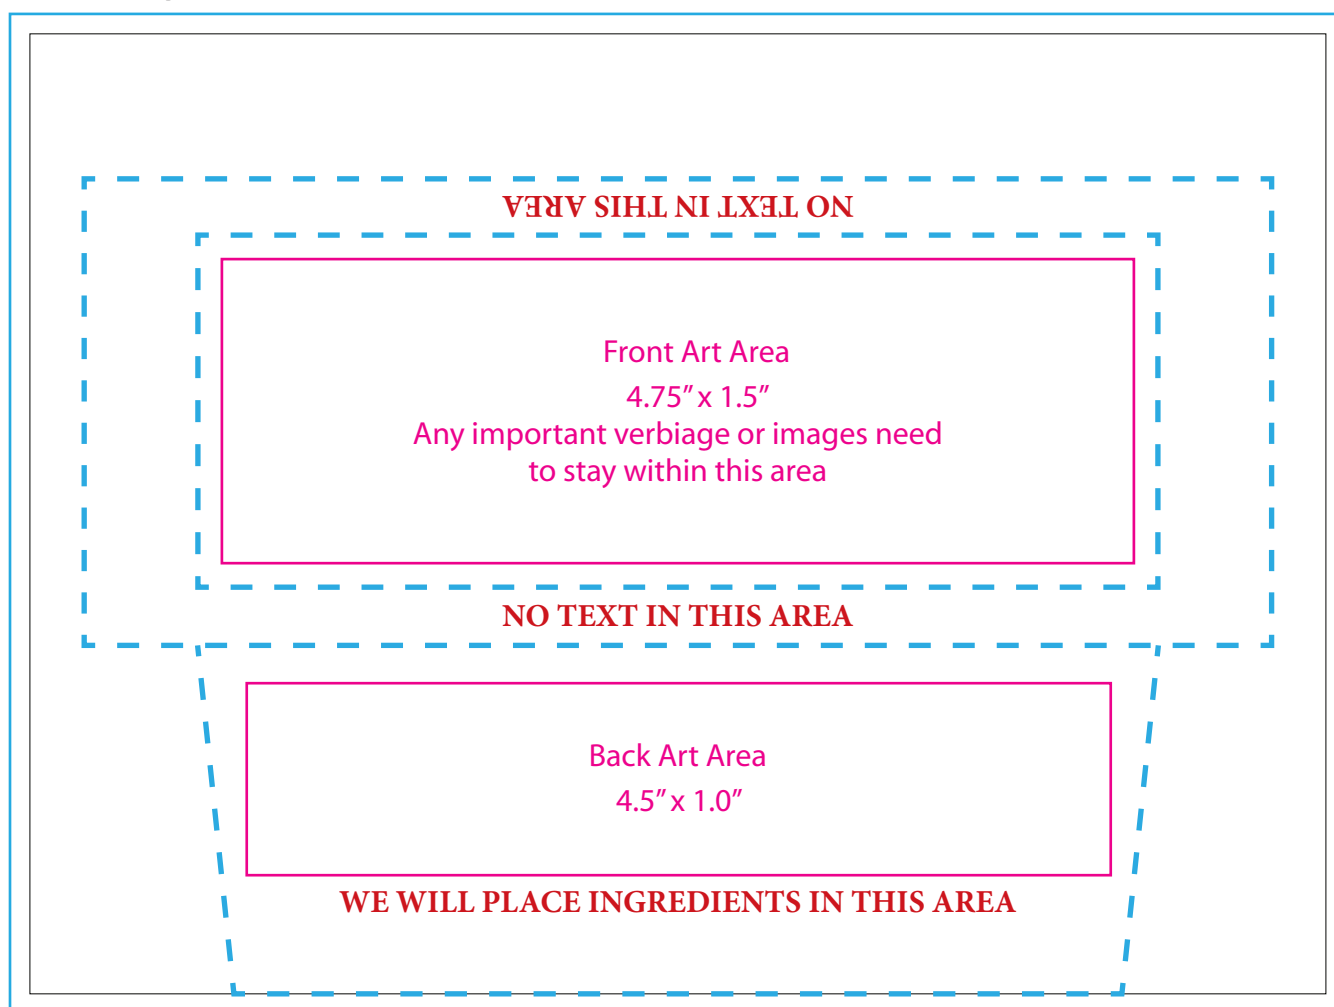 NO TEXT IN THIS AREA
Front Art Area
4.75” x 1.5”
Any important verbiage or images need
to stay within this area
NO TEXT IN THIS AREA
Back Art Area
4.5” x 1.0”
WE WILL PLACE INGREDIENTS IN THIS AREA